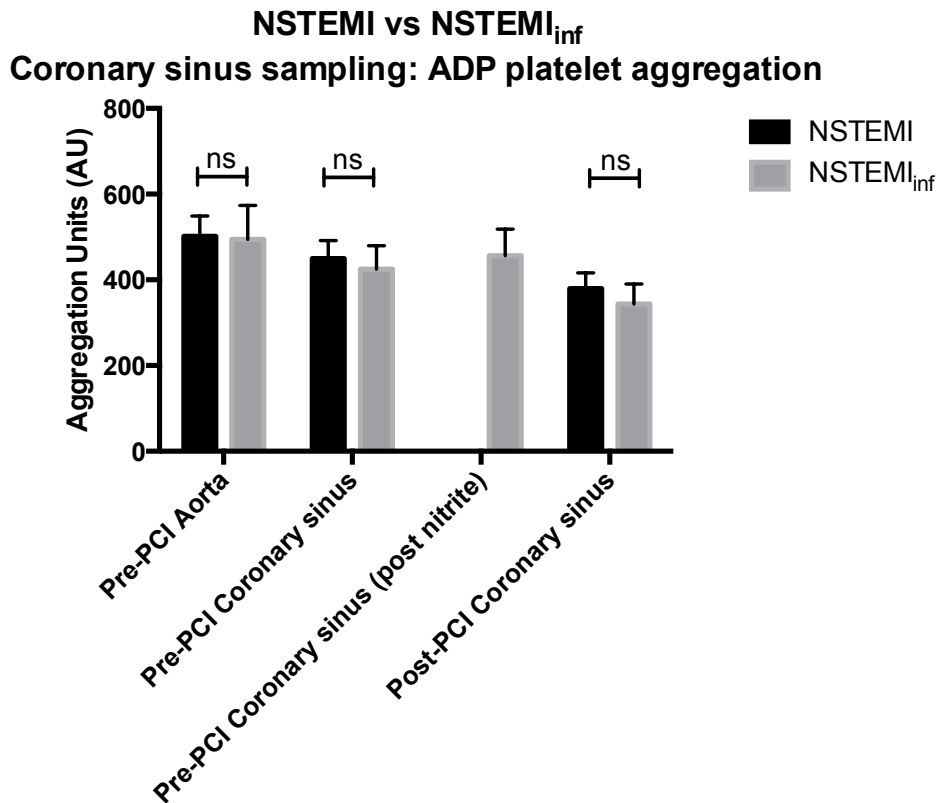 NSTEMI vs NSTEMIinf
Coronary sinus sampling: ADP platelet aggregation
Aggregation Units (AU)
800
600
400
200
0
ns
ns
ns
NSTEMI
NSTEMIinf
Pre-PCI Aorta
Pre-PCI Coronary sinus
Pre-PCI Coronary sinus (post nitrite)
Post-PCI Coronary sinus